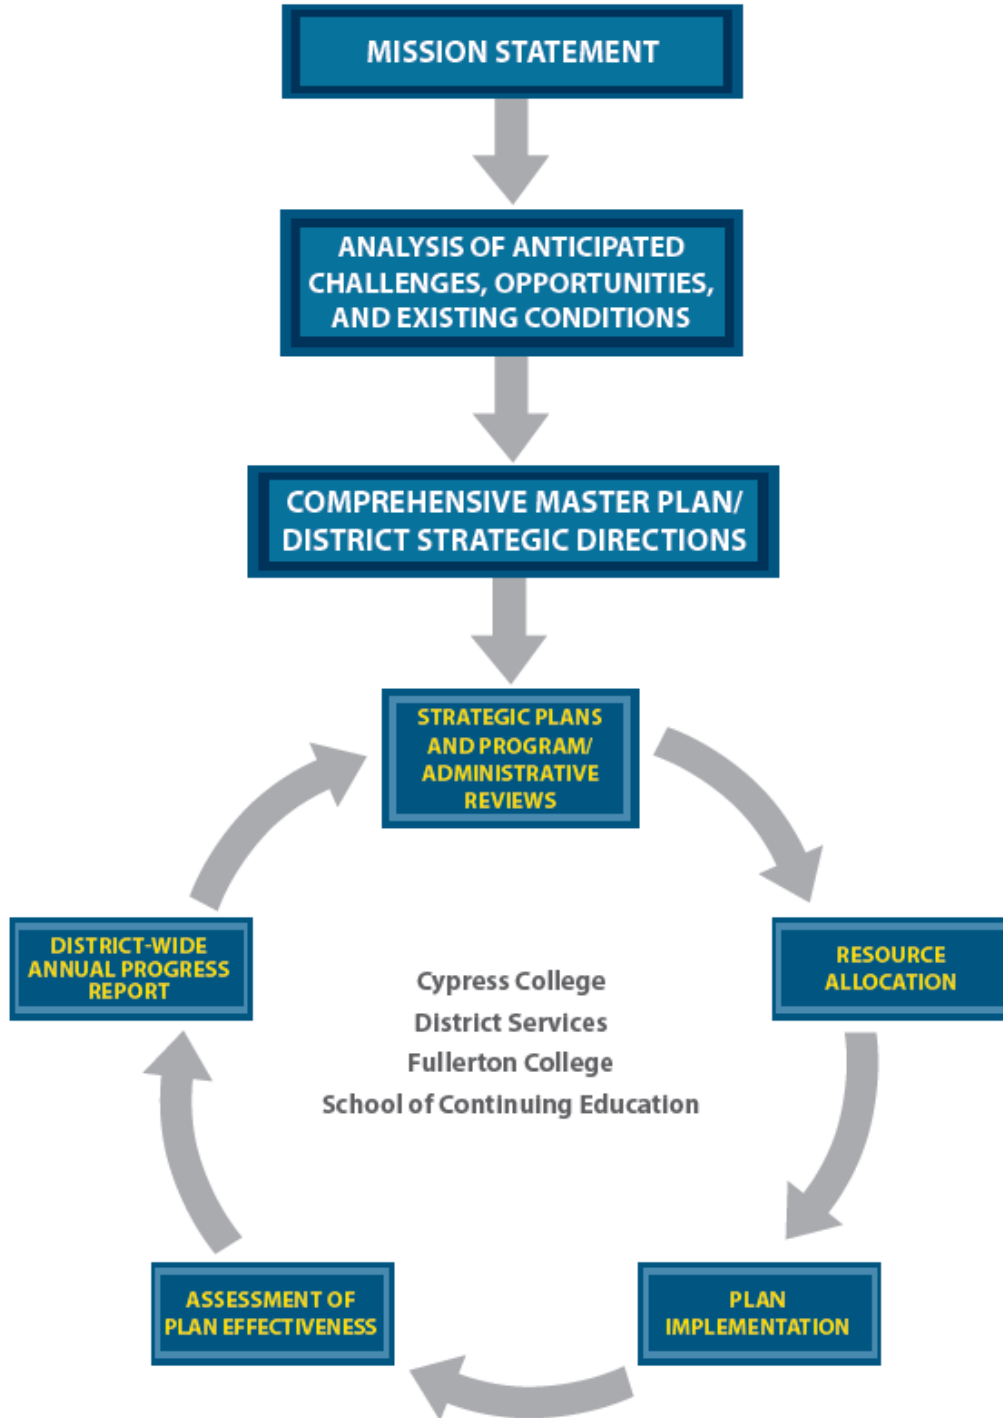 MISSION STATEMENT
ANALYSIS OF ANTICIPATED
CHALLENGES, OPPORTUNITIES,
AND EXISTING CONDITIONS
COMPREHENSIVE MASTER PLAN/
DISTRICT STRATEGIC DIRECTIONS
STRATEGIC PLANS
AND PROGRAM/
ADMINISTRATIVE
REVIEWS
RESOURCE
ALLOCATION
PLAN
IMPLEMENTATION
ASSESSMENT OF
PLAN EFFECTIVENESS
DISTRICT-WIDE
ANNUAL PROGRESS
REPORT
Cypress College
District Services
Fullerton College
School of Continuing Education